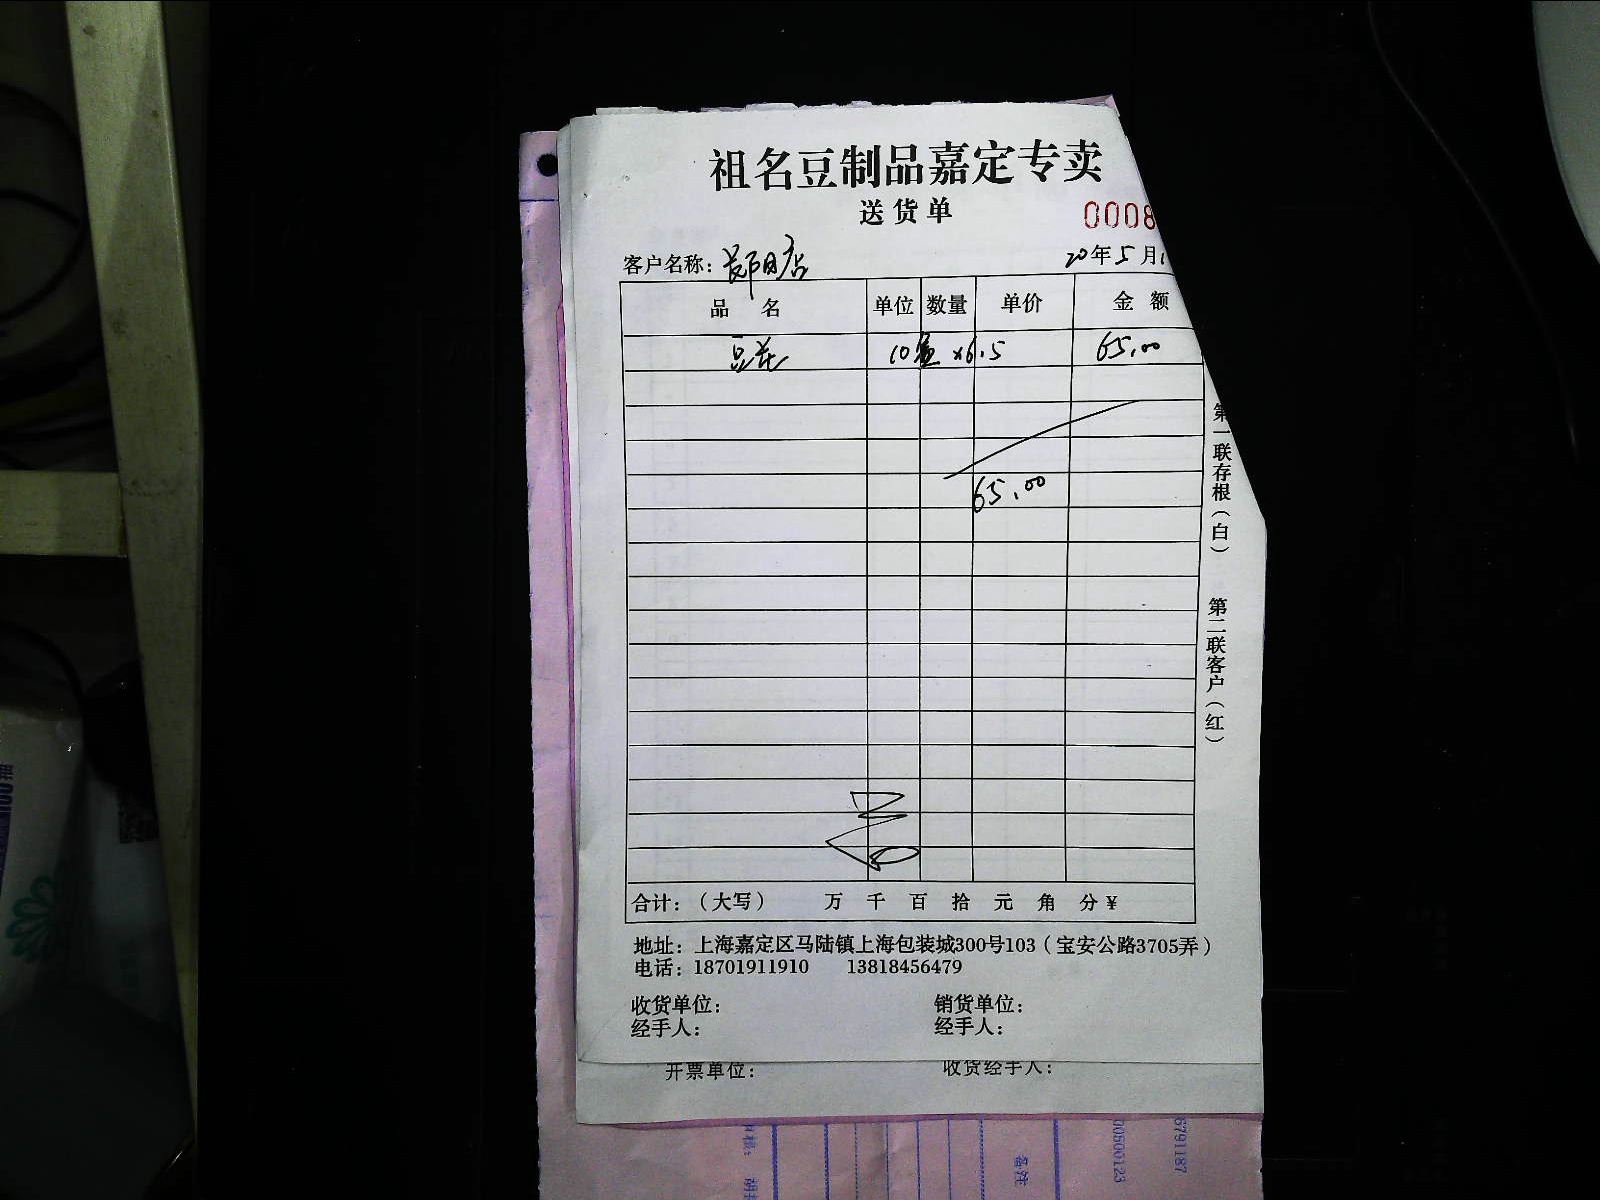 祖名豆制品嘉定专卖
送货单
0008
客户名称：
20年5月1
品 名 单位 数量 单价 金 额
豆花 10盒 ×6.5 65.00
65.00
第一联存根（白） 第二联客户（红）
合计：（大写） 万 千 百 拾 元 角 分 ¥
地址：上海嘉定区马陆镇上海包装城300号103（宝安公路3705弄）
电话：18701911910 13818456479
收货单位： 销货单位：
经手人： 经手人：
开票单位： 收货经手人：
备注
6791187
00500123